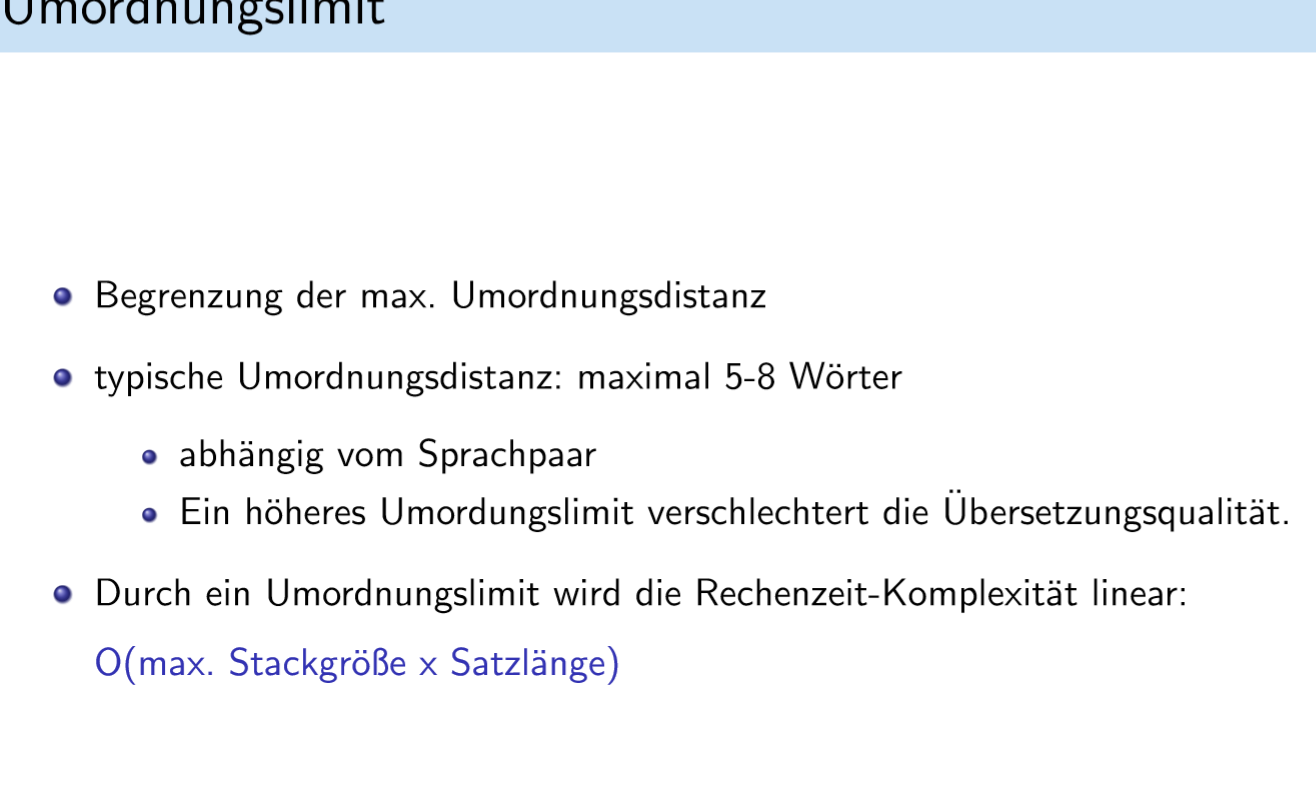 Umordnungslimit
Begrenzung der max. Umordnungsdistanz
typische Umordnungsdistanz: maximal 5-8 Wörter
abhängig vom Sprachpaar
Ein höheres Umordungslimit verschlechtert die Übersetzungsqualität.
Durch ein Umordnungslimit wird die Rechenzeit-Komplexität linear:
O(max. Stackgröße x Satzlänge)